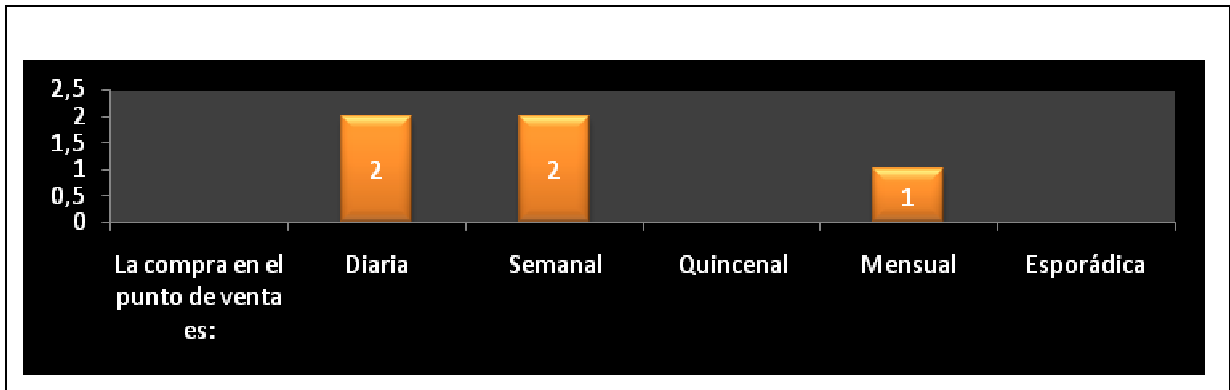 2,5
2
1,5
1
0,5
0
2
2
1
La compra en el
punto de venta
es:
Diaria
Semanal
Quincenal
Mensual
Esporádica